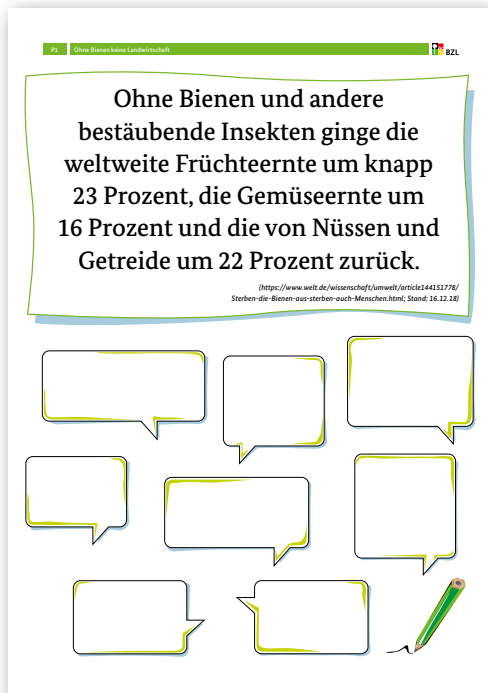 P1 Ohne Bienen keine Landwirtschaft
BZL
Ohne Bienen und andere
bestäubende Insekten ginge die
weltweite Früchteernte um knapp
23 Prozent, die Gemüseernte um
16 Prozent und die von Nüssen und
Getreide um 22 Prozent zurück.
(https://www.welt.de/wissenschaft/umwelt/article144151778/
Sterben-die-Bienen-aus-sterben-auch-Menschen.html; Stand: 16.12.18)